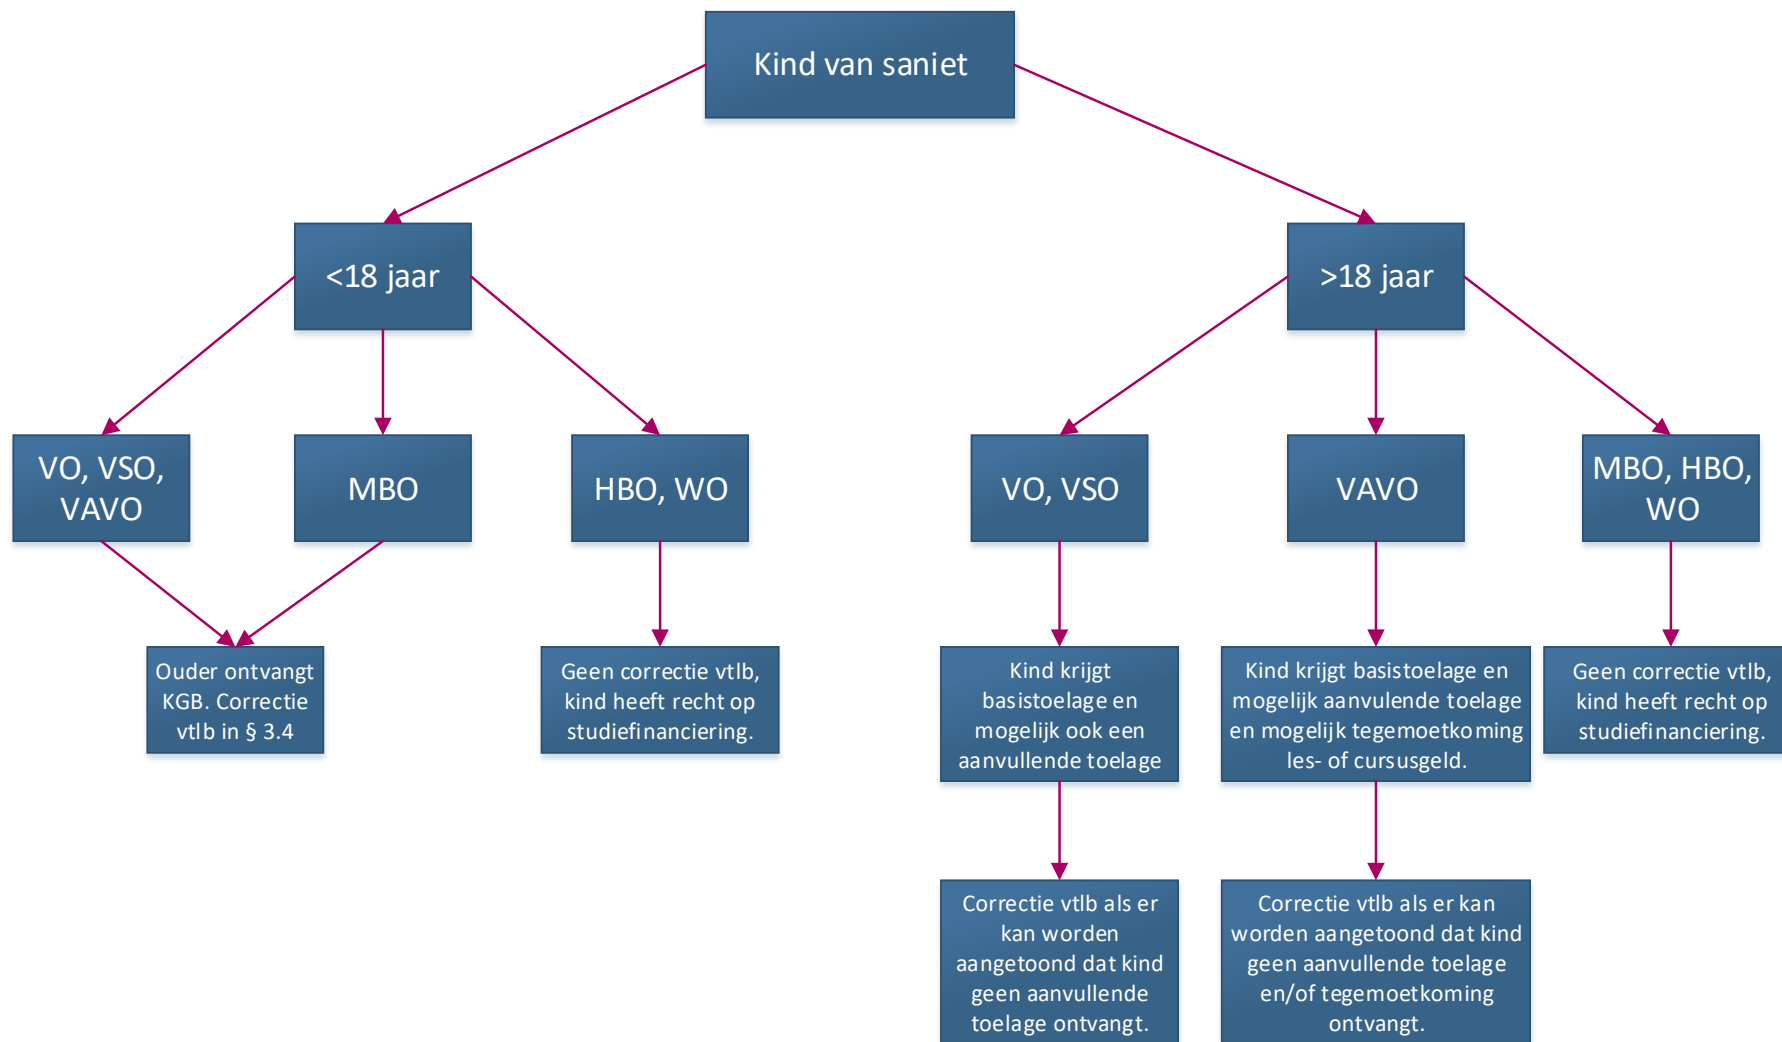 Kind van saniet
<18 jaar
>18 jaar
VO, VSO,
VAVO
MBO
HBO, WO
VO, VSO
VAVO
MBO, HBO,
WO
Ouder ontvangt
KGB. Correctie
vtlb in § 3.4
Geen correctie vtlb,
kind heeft recht op
studiefinanciering.
Kind krijgt
basistoelage en
mogelijk ook een
aanvullende toelage
Kind krijgt basistoelage en
mogelijk aanvulende toelage
en mogelijk tegemoetkoming
les- of cursusgeld.
Geen correctie vtlb,
kind heeft recht op
studiefinanciering.
Correctie vtlb als er
kan worden
aangetoond dat kind
geen aanvullende
toelage ontvangt.
Correctie vtlb als er kan
worden aangetoond dat kind
geen aanvullende toelage
en/of tegemoetkoming
ontvangt.